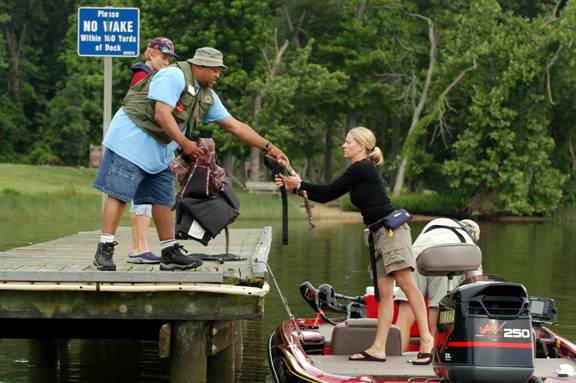 Please
NO WAKE
Within 100 Yards
of Dock
250